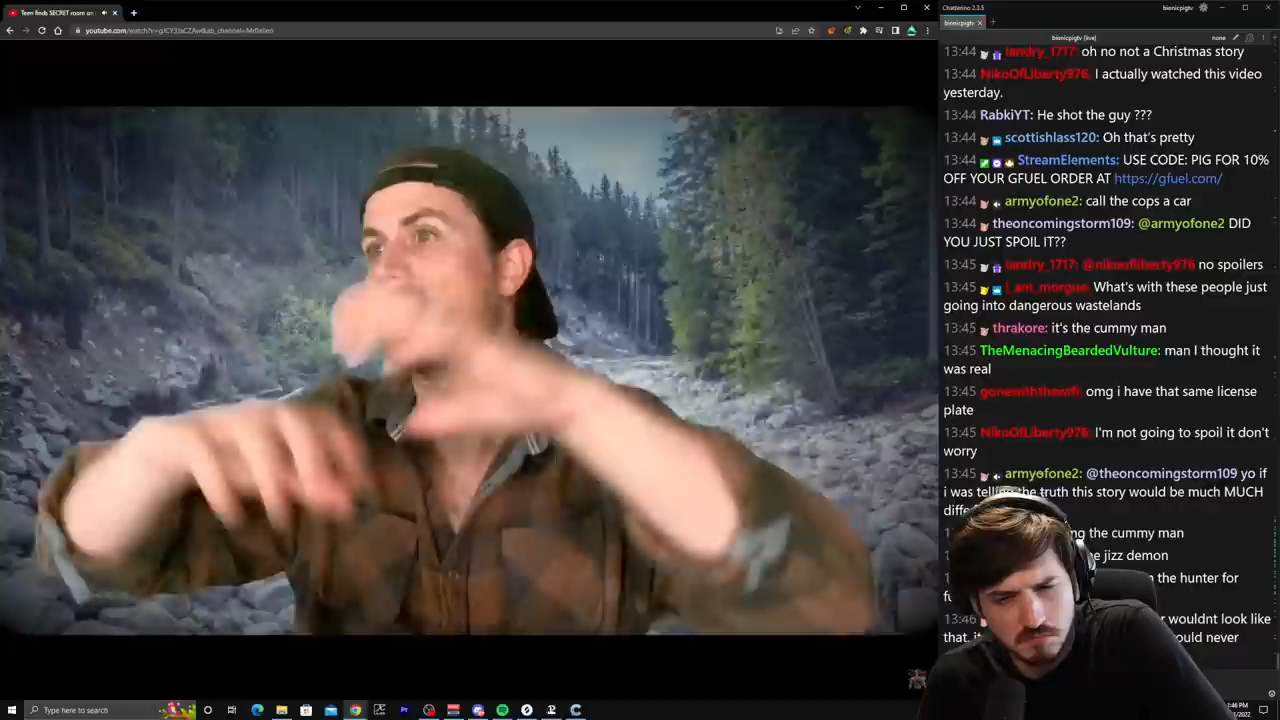 Teen finds SECRET room on
Chatterino 2.3.5
bionicpigtv
bionicpigtv
bionicpigtv (live)
none
13:44 landry_1717: oh no not a Christmas story
13:44 NikoOfLiberty976: I actually watched this video
yesterday.
13:44 RabkiYT: He shot the guy ???
13:44 scottishlass120: Oh that's pretty
13:44 StreamElements: USE CODE: PIG FOR 10%
OFF YOUR GFUEL ORDER AT https://gfuel.com/
13:44 armyofone2: call the cops a car
13:44 theoncomingstorm109: @armyofone2 DID
YOU JUST SPOIL IT??
13:45 landry_1717: @nikoofliberty976 no spoilers
13:45 i_am_morgue: What's with these people just
going into dangerous wastelands
13:45 thrakore: it's the cummy man
13:45 TheMenacingBeardedVulture: man I thought it
was real
13:45 gonewiththewifi: omg i have that same license
plate
13:45 NikoOfLiberty976: I'm not going to spoil it don't
worry
13:45 armyofone2: @theoncomingstorm109 yo if
i was telling the truth this story would be much MUCH
the cummy man
jizz demon
the hunter for
13:46 wouldnt look like
that, never
Type here to search